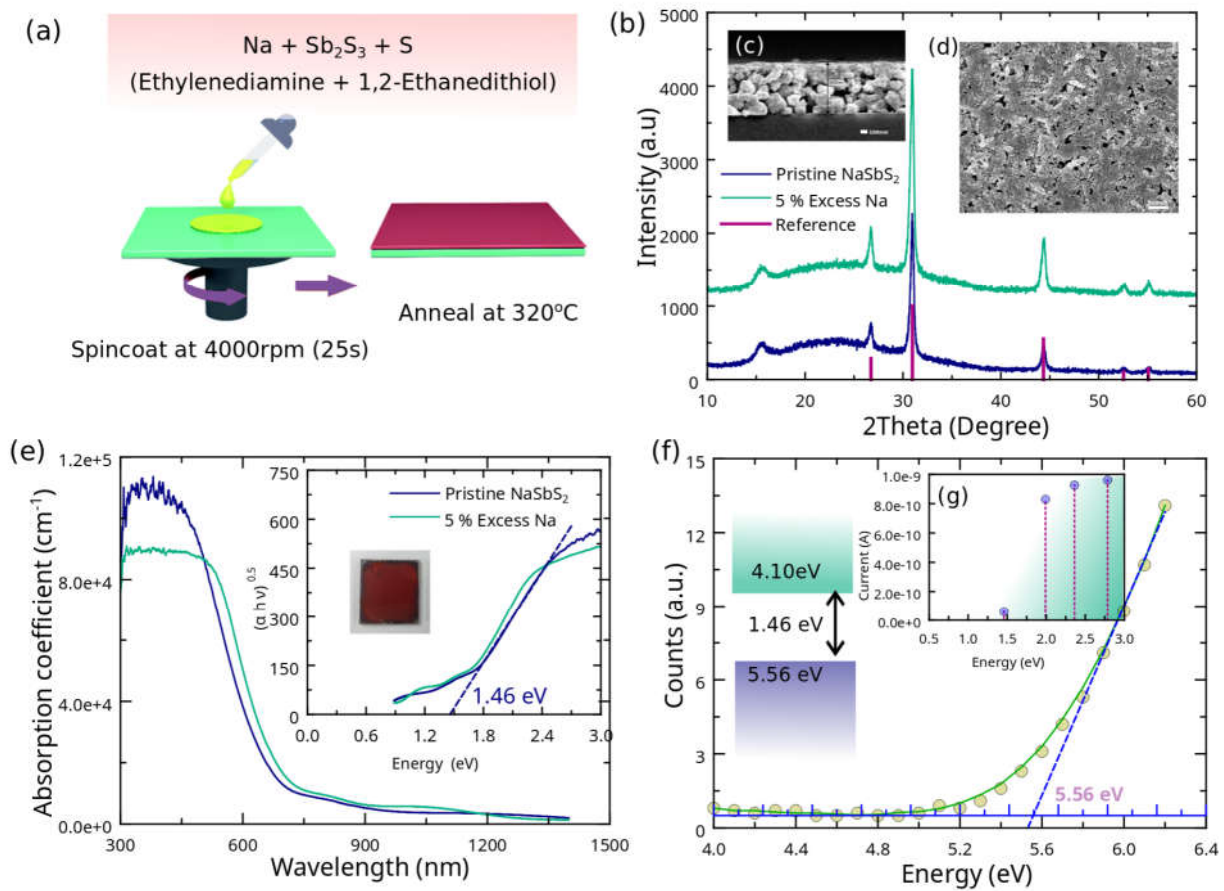 (a)
Na + Sb₂S₃ + S
(Ethylenediamine + 1,2-Ethanedithiol)
Spincoat at 4000rpm (25s)
Anneal at 320°C
(b)
5000
4000
3000
2000
1000
0
Intensity (a.u)
(c)
(d)
Pristine NaSbS₂
5 % Excess Na
Reference
10 20 30 40 50 60
2Theta (Degree)
(e)
1.2e+5
8.0e+4
4.0e+4
0.0e+0
Absorption coefficient (cm⁻¹)
300 600 900 1200 1500
Wavelength (nm)
750
600
450
300
150
0
(α h ν)^0.5
Pristine NaSbS₂
5 % Excess Na
1.46 eV
0.0 0.6 1.2 1.8 2.4 3.0
Energy (eV)
(f)
15
12
9
6
3
0
Counts (a.u.)
4.10eV
1.46 eV
5.56 eV
(g)
1.0e-9
8.0e-10
6.0e-10
4.0e-10
2.0e-10
0.0e+0
Current (A)
0.5 1.0 1.5 2.0 2.5 3.0
Energy (eV)
5.56 eV
4.0 4.4 4.8 5.2 5.6 6.0 6.4
Energy (eV)